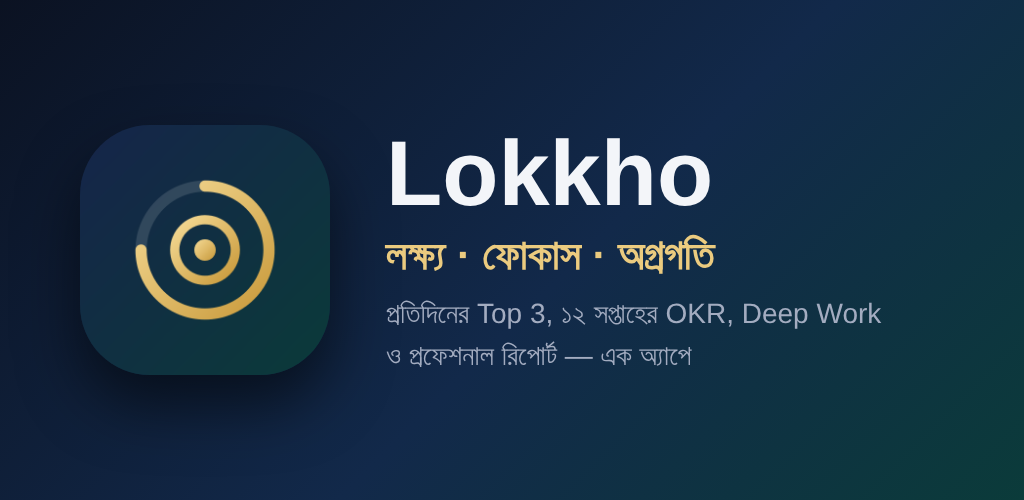 Lokkho
লক্ষ্য · ফোকাস · অগ্রগতি
প্রতিদিনের Top 3, ১২ সপ্তাহের OKR, Deep Work
ও প্রফেশনাল রিপোর্ট — এক অ্যাপে